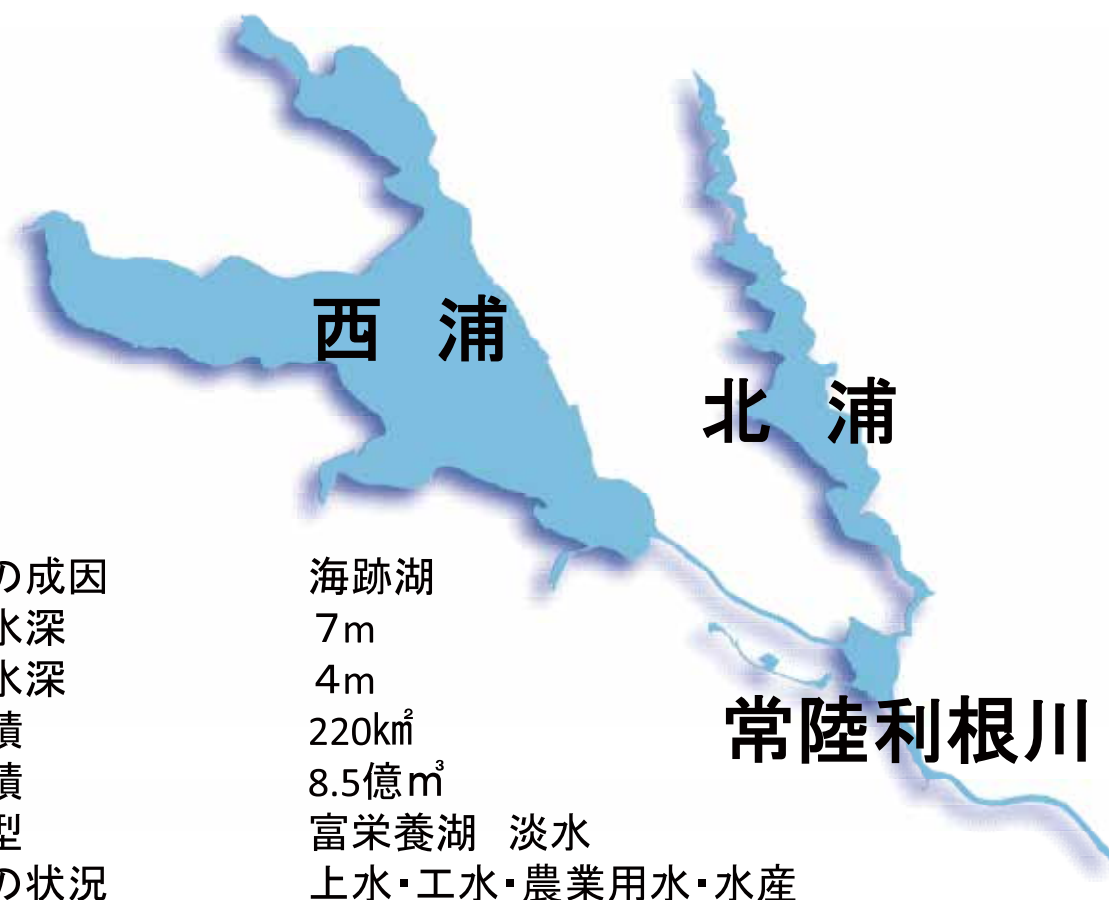 西 浦
北 浦
の成因 海跡湖
水深 7m
水深 4m
常陸利根川
積 220k㎡
積 8.5億㎥
型 富栄養湖 淡水
の状況 上水・工水・農業用水・水産